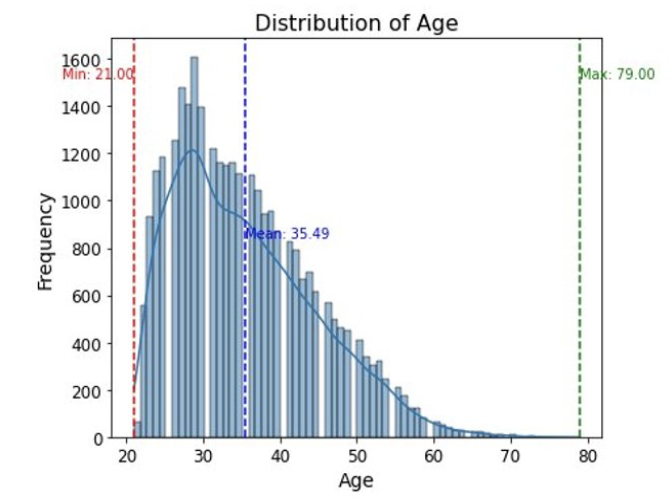 Distribution of Age
1600
1400
1200
1000
800
600
400
200
0
Frequency
Min: 21.00
Mean: 35.49
Max: 79.00
20 30 40 50 60 70 80
Age